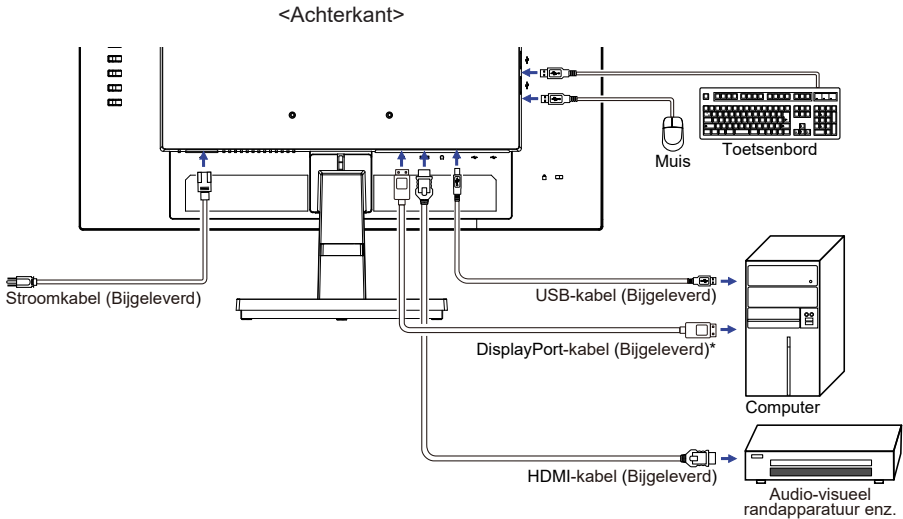 <Achterkant>
Muis
Toetsenbord
Stroomkabel (Bijgeleverd)
USB-kabel (Bijgeleverd)
DisplayPort-kabel (Bijgeleverd)*
Computer
HDMI-kabel (Bijgeleverd)
Audio-visueel
randapparatuur enz.